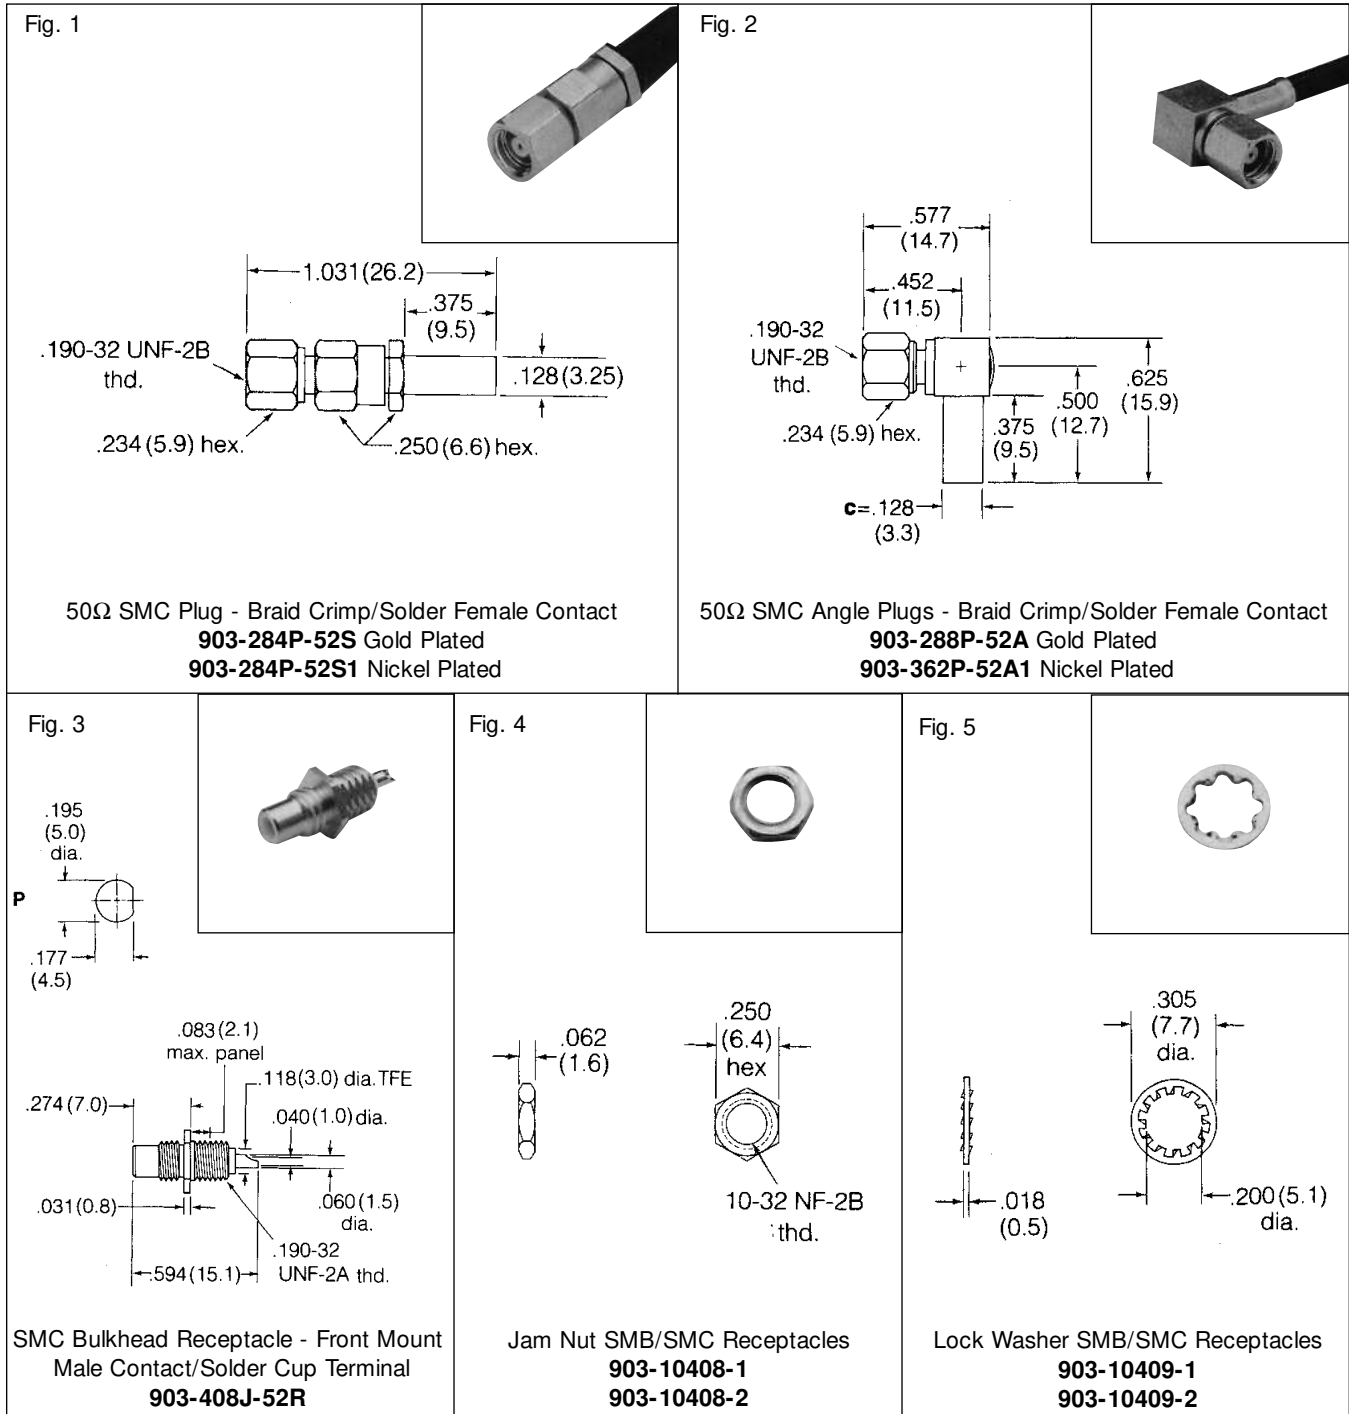 Fig. 1
1.031(26.2)
.375
(9.5)
.190-32 UNF-2B
thd.
.128(3.25)
.234(5.9) hex.
.250(6.6) hex.
50Ω SMC Plug - Braid Crimp/Solder Female Contact
903-284P-52S Gold Plated
903-284P-52S1 Nickel Plated
Fig. 2
.577
(14.7)
.452
(11.5)
.190-32
UNF-2B
thd.
.234(5.9) hex.
.625
(15.9)
.500
(12.7)
.375
(9.5)
c=.128
(3.3)
50Ω SMC Angle Plugs - Braid Crimp/Solder Female Contact
903-288P-52A Gold Plated
903-362P-52A1 Nickel Plated
Fig. 3
.195
(5.0)
dia.
P
.177
(4.5)
.083(2.1)
max. panel
.118(3.0) dia.TFE
.274(7.0)
.040(1.0) dia.
.031(0.8)
.060(1.5)
dia.
.190-32
UNF-2A thd.
.594(15.1)
SMC Bulkhead Receptacle - Front Mount
Male Contact/Solder Cup Terminal
903-408J-52R
Fig. 4
.062
(1.6)
.250
(6.4)
hex
10-32 NF-2B
thd.
Jam Nut SMB/SMC Receptacles
903-10408-1
903-10408-2
Fig. 5
.305
(7.7)
dia.
.018
(0.5)
.200(5.1)
dia.
Lock Washer SMB/SMC Receptacles
903-10409-1
903-10409-2